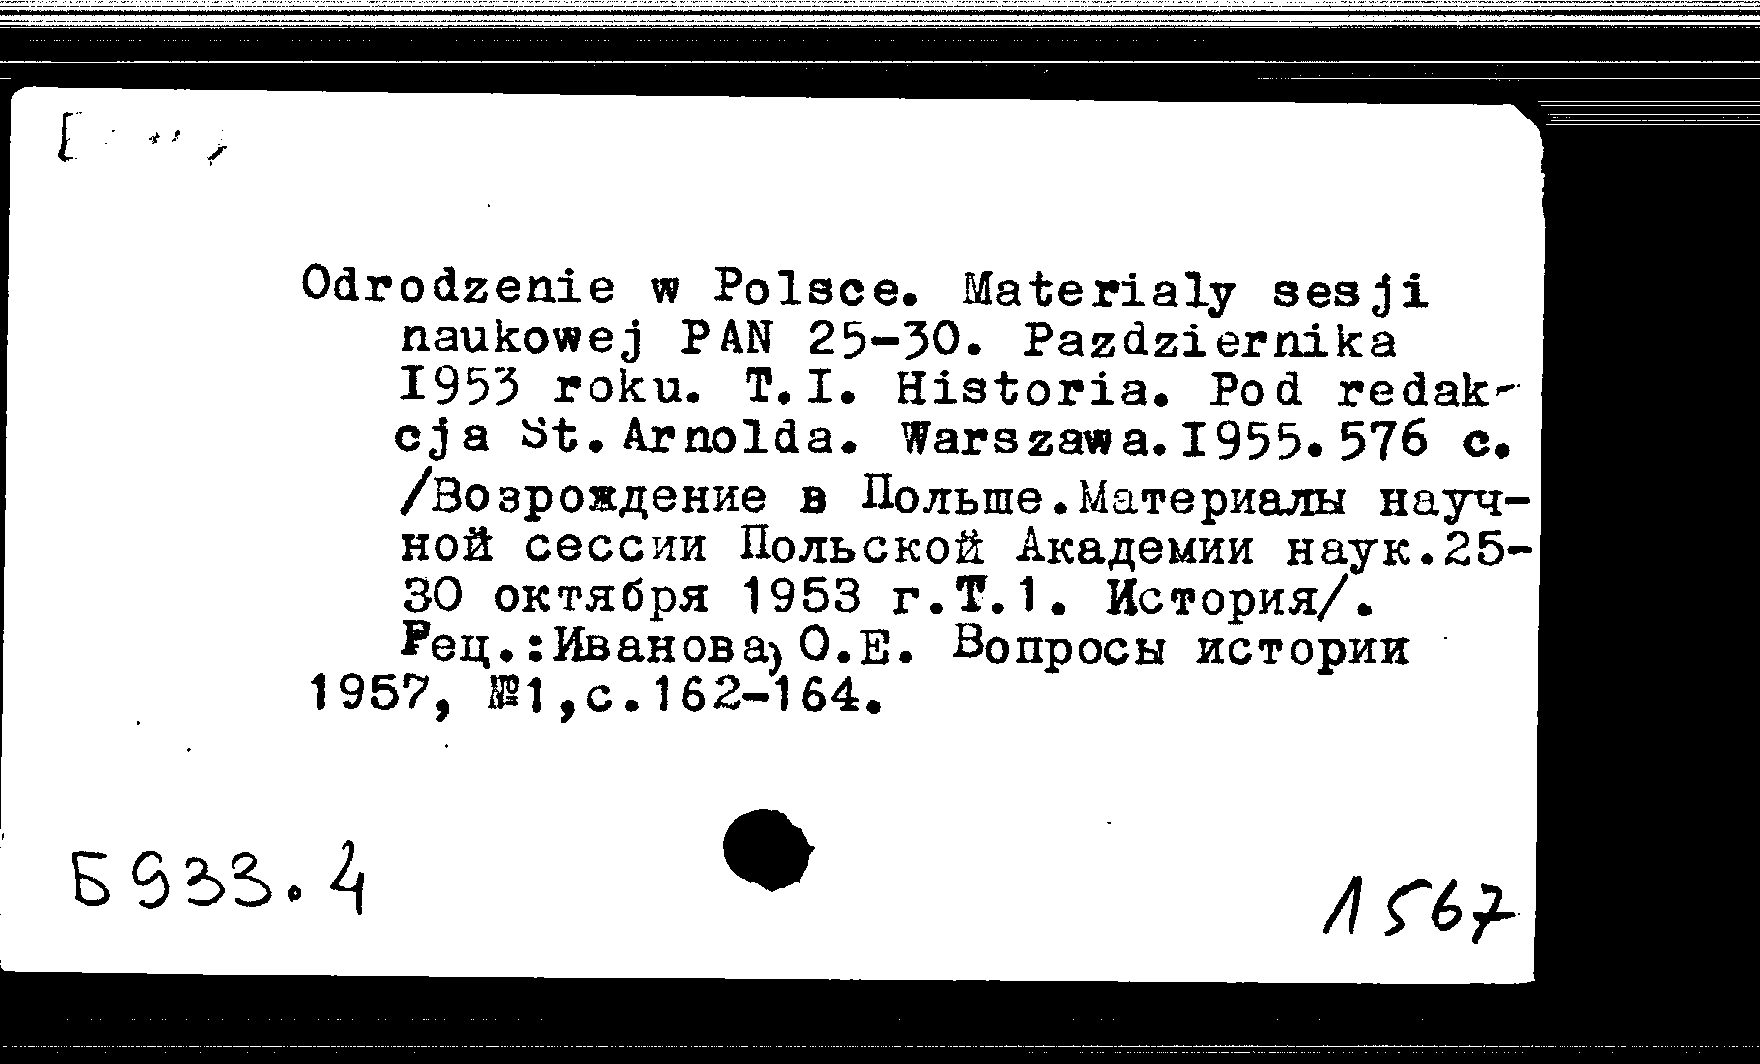 Odrodzenie w Polsce. Materialy sesji
naukowej PAN 25-30. Pazdziernika
I953 roku. T.I. Historia. Pod redak-
cja St.Arnolda. Warszawa.I955.576 с.
/Возрождение в Польше.Материалы науч-
ной сессии Польской Академии наук.25-
30 октября 1953 г.Т.1. История/.
Рец.:Иванова, О.Е. Вопросы истории
1957, №1,с.162-164.
Б933.4
1567